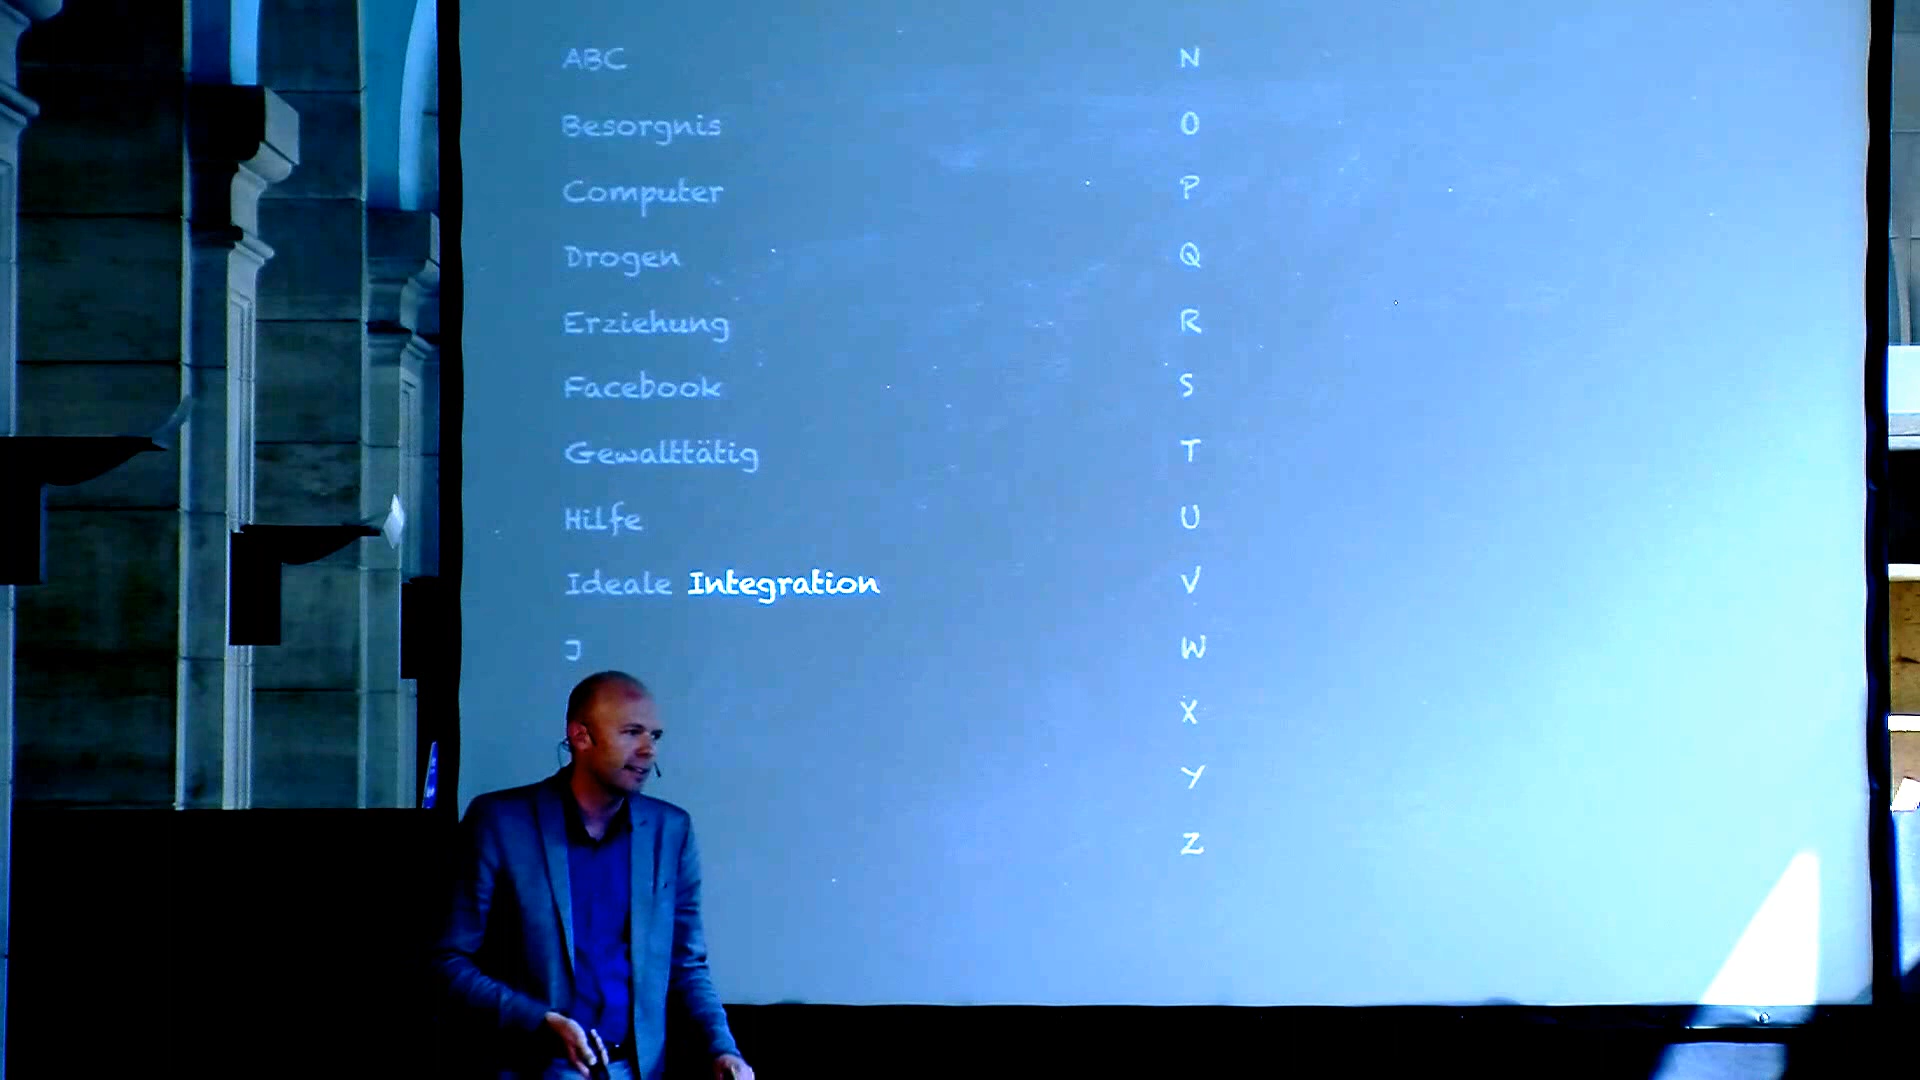 ABC
Besorgnis
Computer
Drogen
Erziehung
Facebook
Gewalttätig
Hilfe
Ideale Integration
J
N
O
P
Q
R
S
T
U
V
W
X
Y
Z